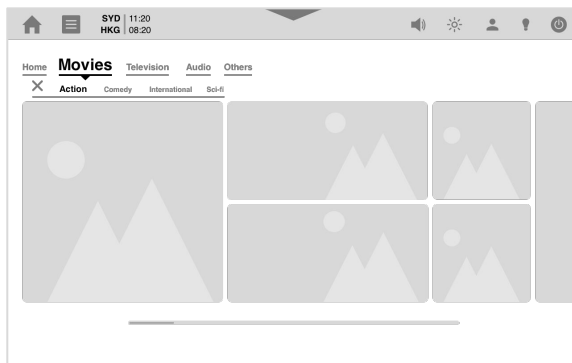 SYD 11:20
HKG 08:20
Home Movies Television Audio Others
Action Comedy International Sci-fi